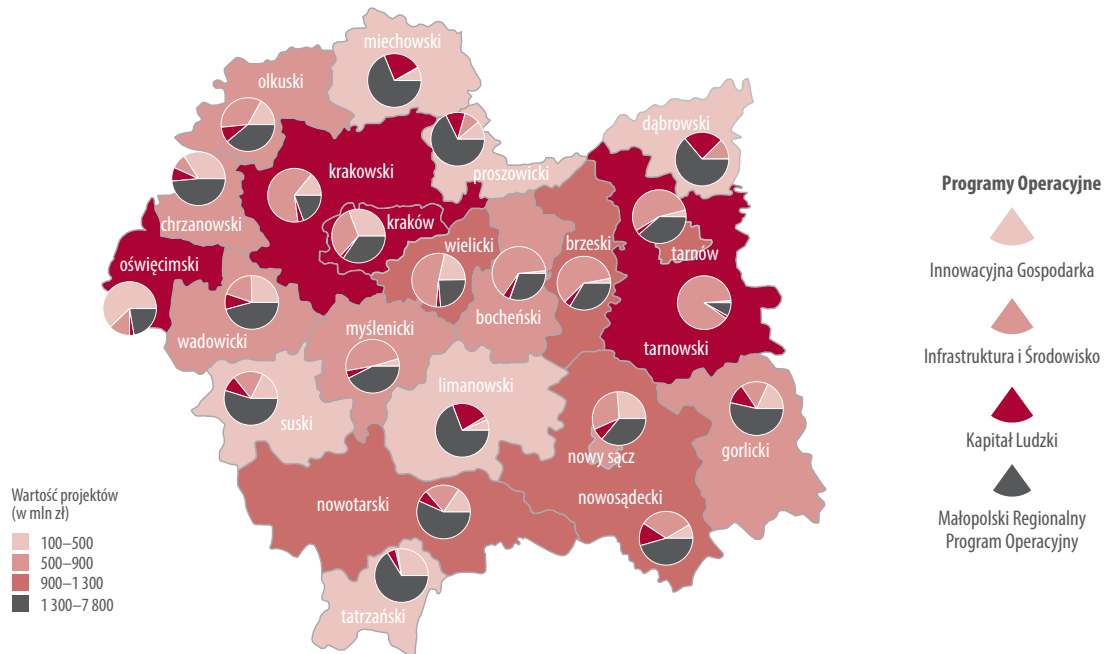 miechowski
olkuski
dąbrowski
proszowicki
krakowski
chrzanowski
kraków
wielicki
brzeski
tarnów
oświęcimski
bocheński
wadowicki
myślenicki
tarnowski
limanowski
suski
nowy sącz
gorlicki
nowotarski
nowosądecki
tatrzański
Programy Operacyjne
Innowacyjna Gospodarka
Infrastruktura i Środowisko
Kapitał Ludzki
Małopolski Regionalny
Program Operacyjny
Wartość projektów
(w mln zł)
100–500
500–900
900–1 300
1 300–7 800